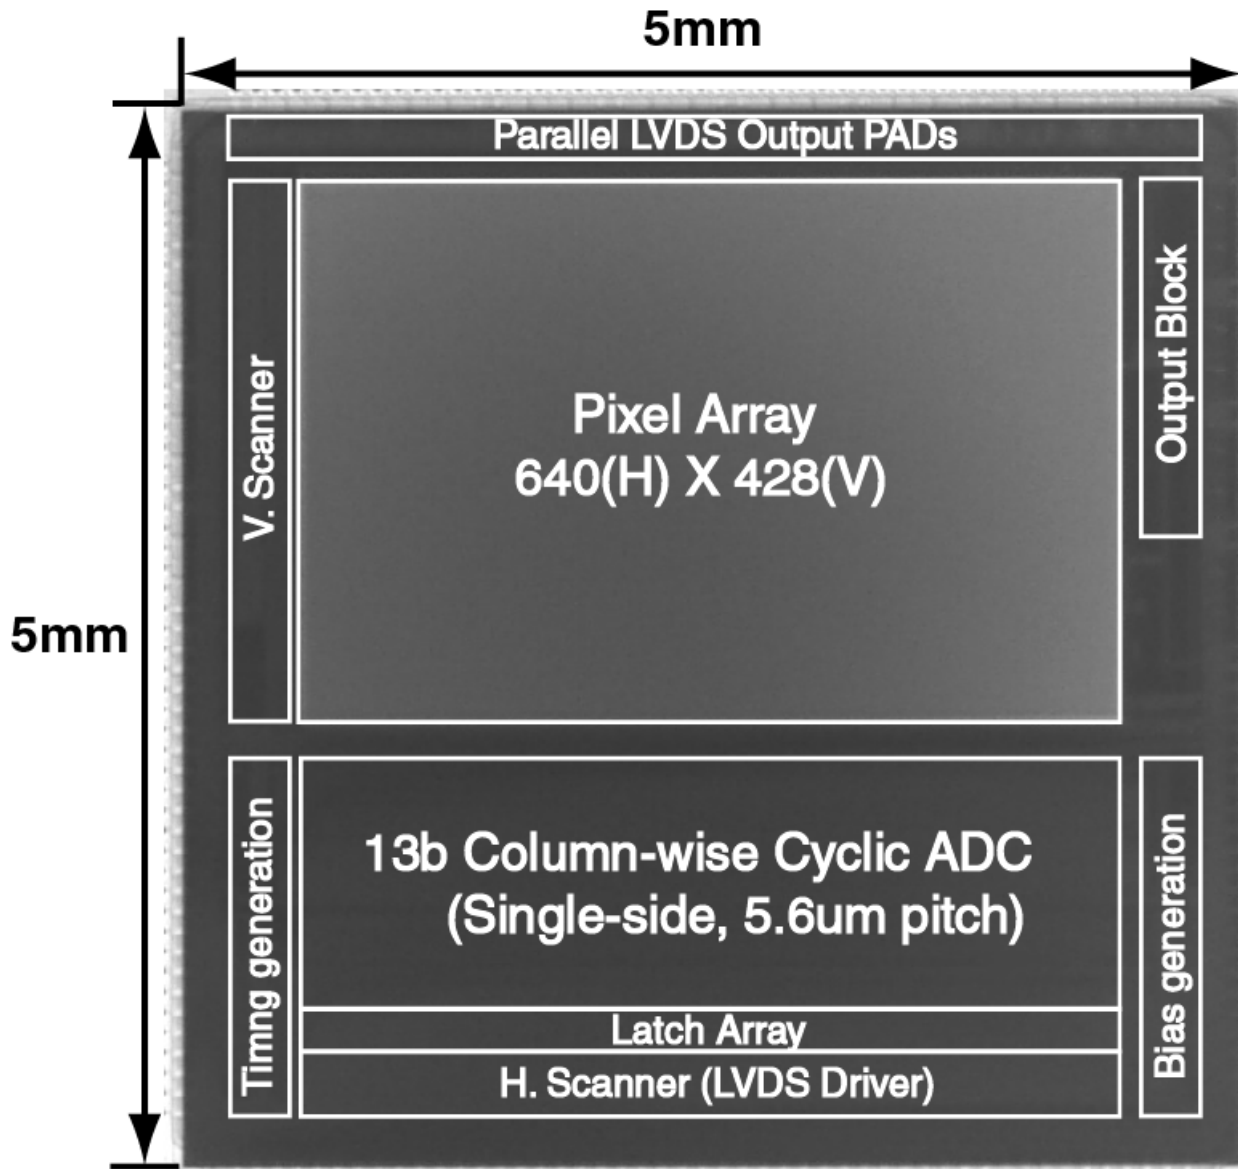 5mm
Parallel LVDS Output PADs
V. Scanner
Pixel Array
640(H) X 428(V)
Output Block
5mm
Timng generation
13b Column-wise Cyclic ADC
(Single-side, 5.6um pitch)
Bias generation
Latch Array
H. Scanner (LVDS Driver)